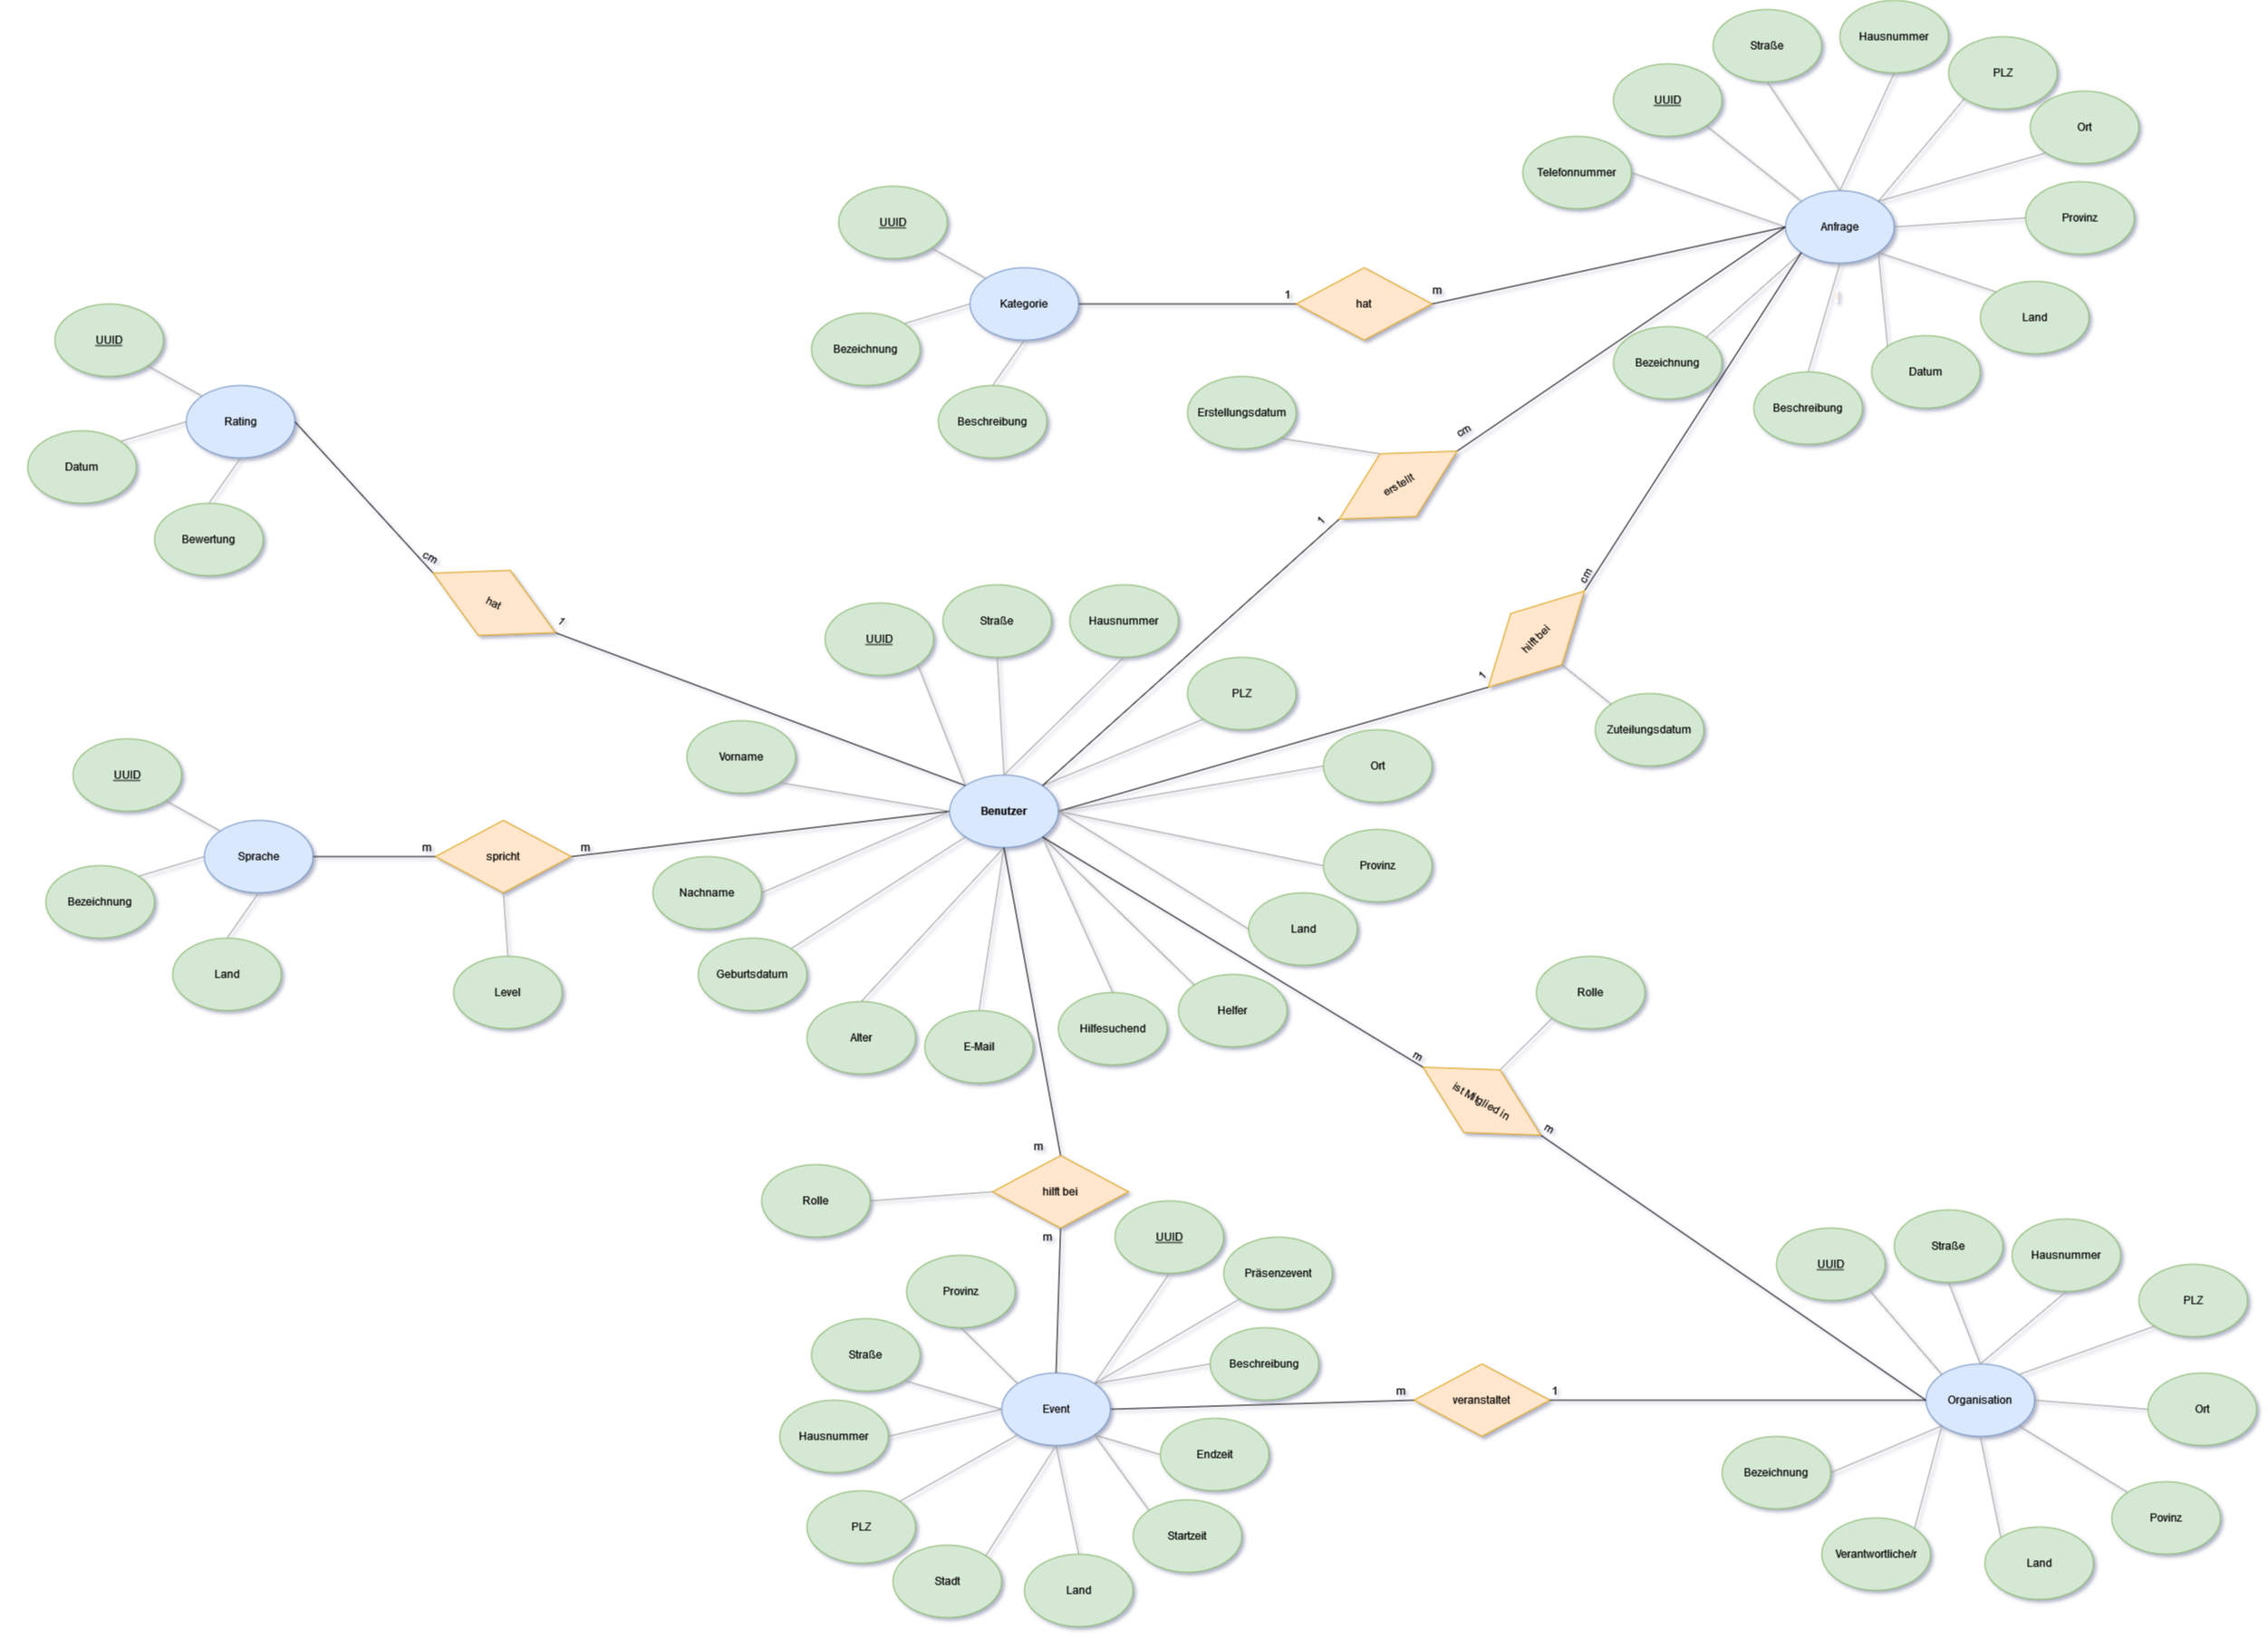 Hausnummer
Straße
PLZ
UUID
Ort
Telefonnummer
Provinz
Anfrage
UUID
Kategorie
1
hat
m
Land
Bezeichnung
Bezeichnung
Datum
Beschreibung
Beschreibung
Erstellungsdatum
cm
erstellt
1
UUID
Rating
Datum
Bewertung
cm
hat
1
cm
hilft bei
1
Zuteilungsdatum
UUID
Straße
Hausnummer
PLZ
Vorname
Ort
Benutzer
UUID
Sprache
m
spricht
m
Bezeichnung
Land
Level
Provinz
Nachname
Land
Geburtsdatum
Alter
E-Mail
Hilfesuchend
Helfer
Rolle
m
ist Mitglied in
m
m
hilft bei
Rolle
m
UUID
Präsenzevent
Provinz
Straße
Beschreibung
Event
m
veranstaltet
1
Hausnummer
Endzeit
PLZ
Startzeit
Stadt
Land
UUID
Straße
Hausnummer
PLZ
Organisation
Ort
Bezeichnung
Povinz
Verantwortliche/r
Land